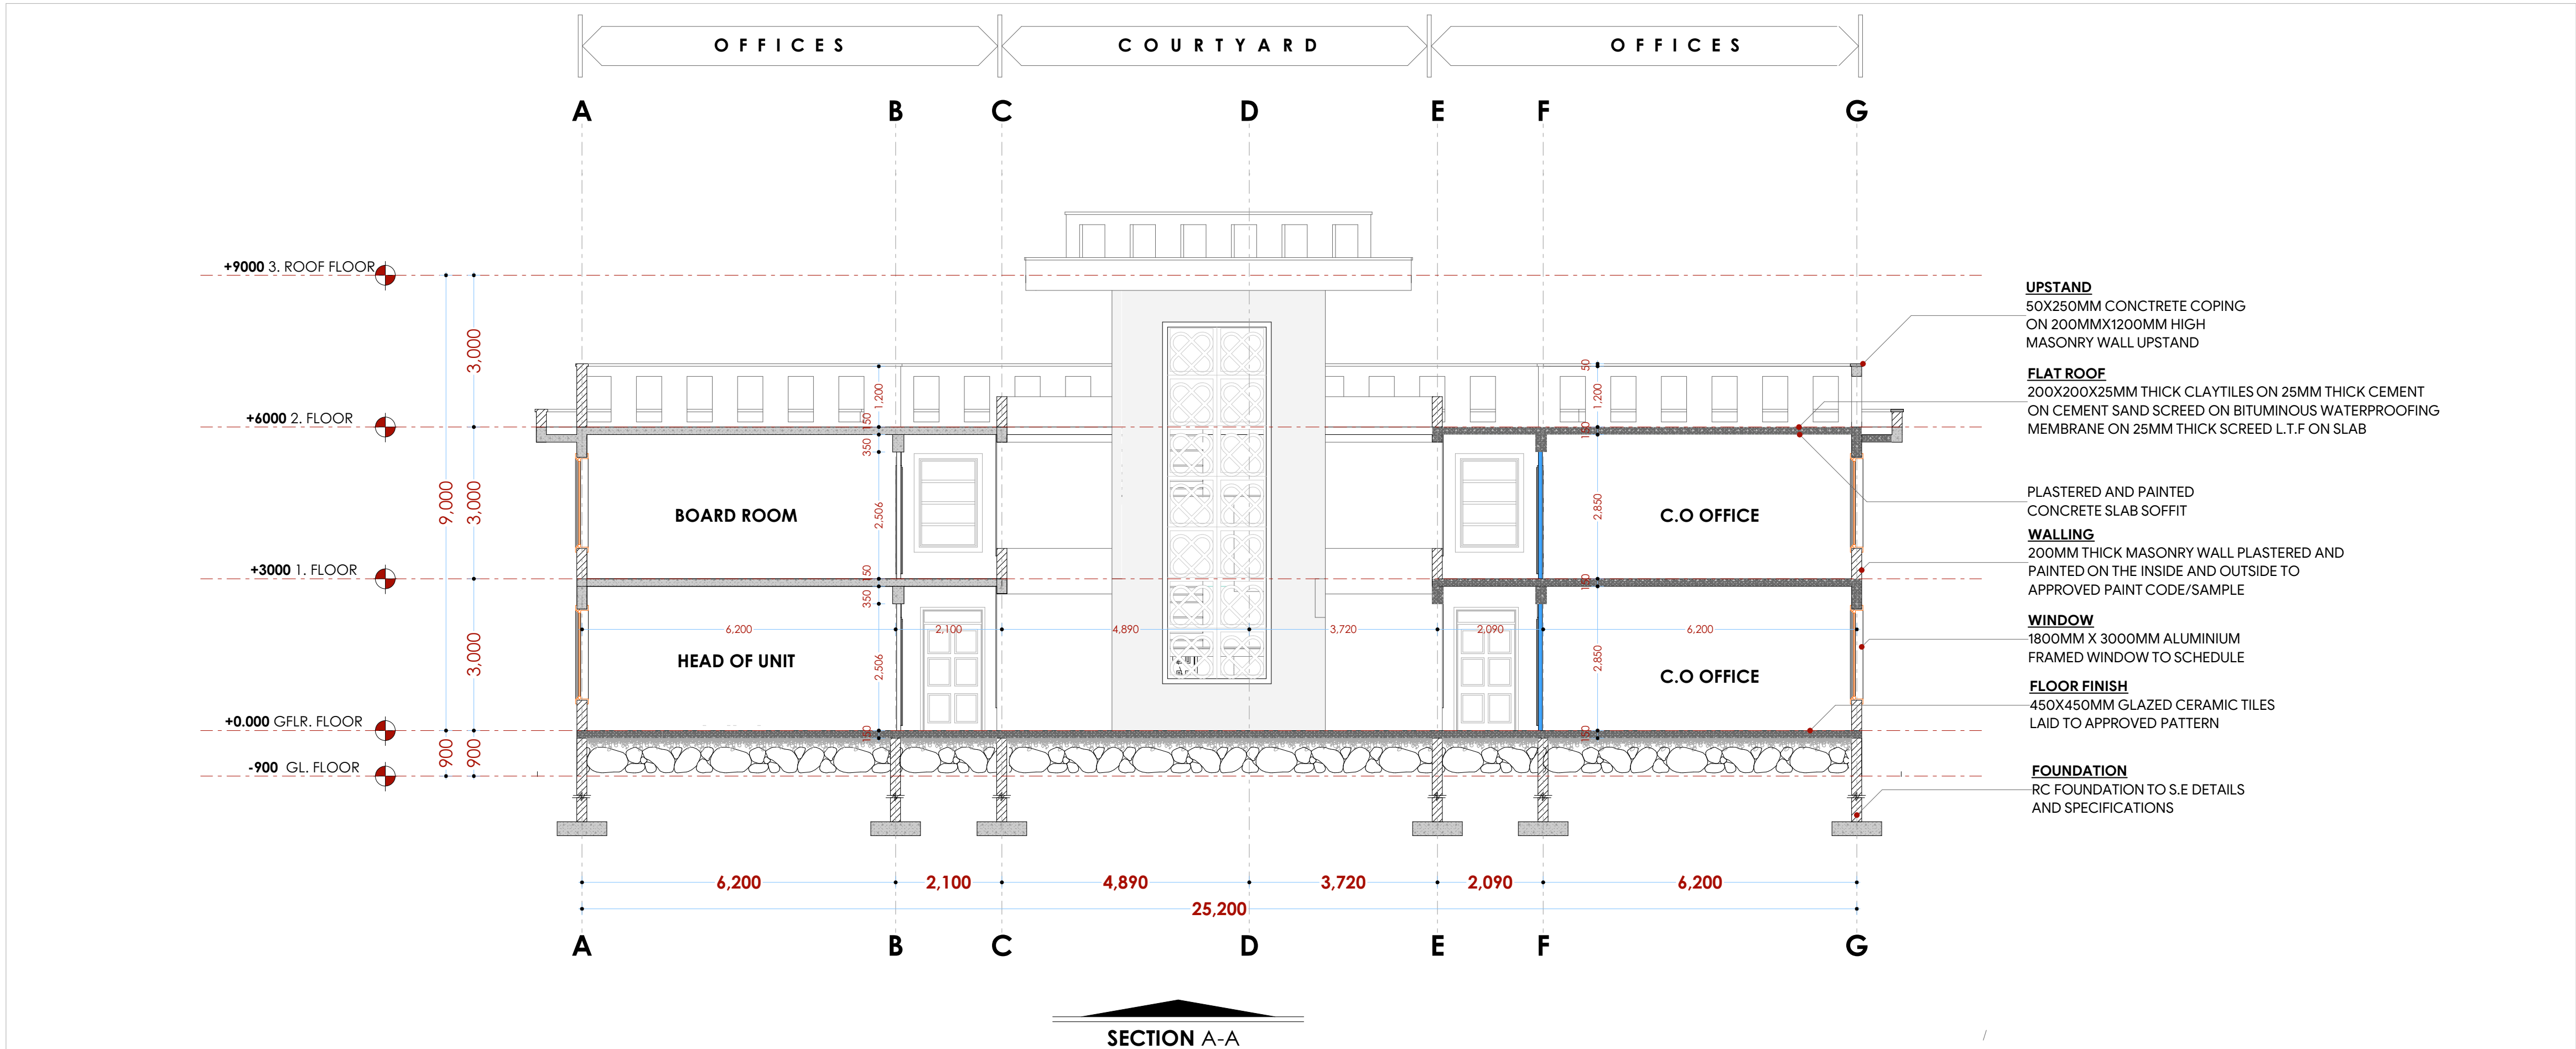 OFFICES
COURTYARD
OFFICES
A B C D E F G
+9000 3. ROOF FLOOR
+6000 2. FLOOR
+3000 1. FLOOR
+0.000 GFLR. FLOOR
-900 GL. FLOOR
3,000
9,000
3,000
3,000
900
900
1,200
150
350
2,506
150
350
2,506
150
50
1,200
150
2,850
150
2,850
150
BOARD ROOM
C.O OFFICE
6,200 2,100 4,890 3,720 2,090 6,200
HEAD OF UNIT
C.O OFFICE
UPSTAND
50X250MM CONCTRETE COPING
ON 200MMX1200MM HIGH
MASONRY WALL UPSTAND
FLAT ROOF
200X200X25MM THICK CLAYTILES ON 25MM THICK CEMENT
ON CEMENT SAND SCREED ON BITUMINOUS WATERPROOFING
MEMBRANE ON 25MM THICK SCREED L.T.F ON SLAB
PLASTERED AND PAINTED
CONCRETE SLAB SOFFIT
WALLING
200MM THICK MASONRY WALL PLASTERED AND
PAINTED ON THE INSIDE AND OUTSIDE TO
APPROVED PAINT CODE/SAMPLE
WINDOW
1800MM X 3000MM ALUMINIUM
FRAMED WINDOW TO SCHEDULE
FLOOR FINISH
450X450MM GLAZED CERAMIC TILES
LAID TO APPROVED PATTERN
FOUNDATION
RC FOUNDATION TO S.E DETAILS
AND SPECIFICATIONS
6,200 2,100 4,890 3,720 2,090 6,200
25,200
A B C D E F G
SECTION A-A